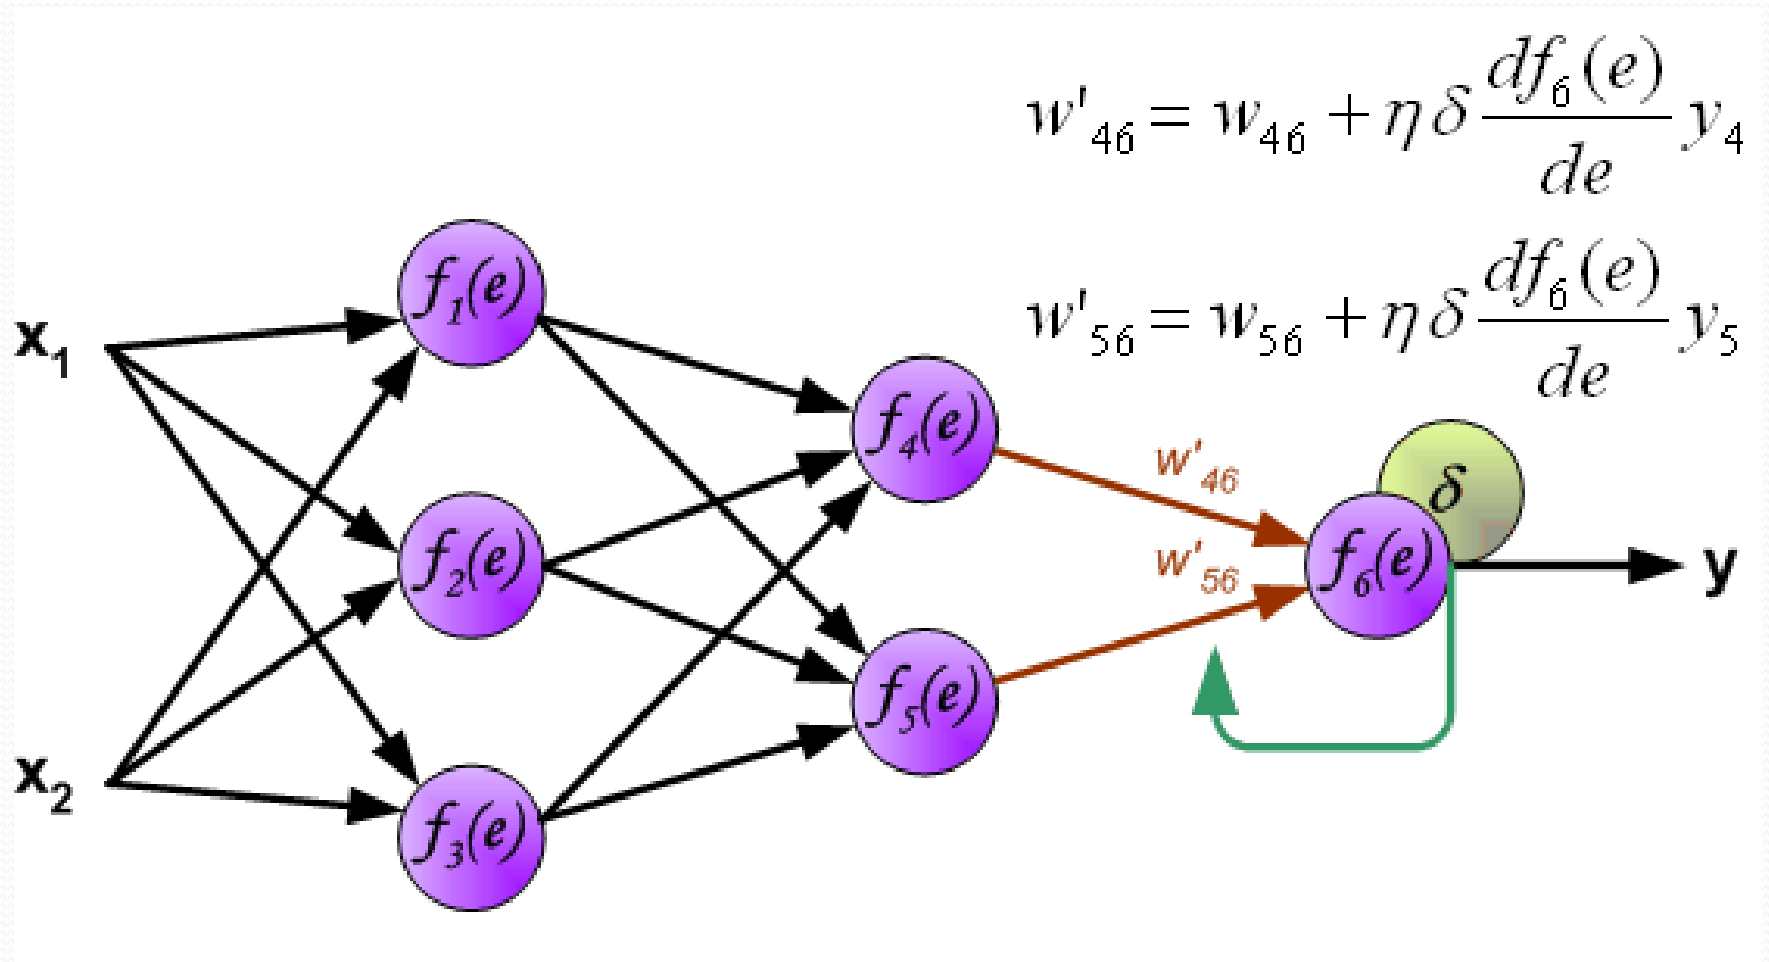 w'₄₆ = w₄₆ + η δ df₆(e)/de y₄
w'₅₆ = w₅₆ + η δ df₆(e)/de y₅
x₁
x₂
f₁(e)
f₂(e)
f₃(e)
f₄(e)
f₅(e)
w'₄₆
w'₅₆
δ
f₆(e)
y